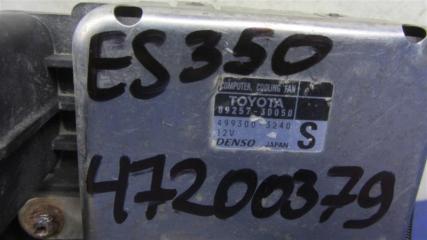 ES350
COMPUTER, COOLING FAN
TOYOTA
89257-30050
499300-3240
12V
S
DENSO JAPAN
47200379